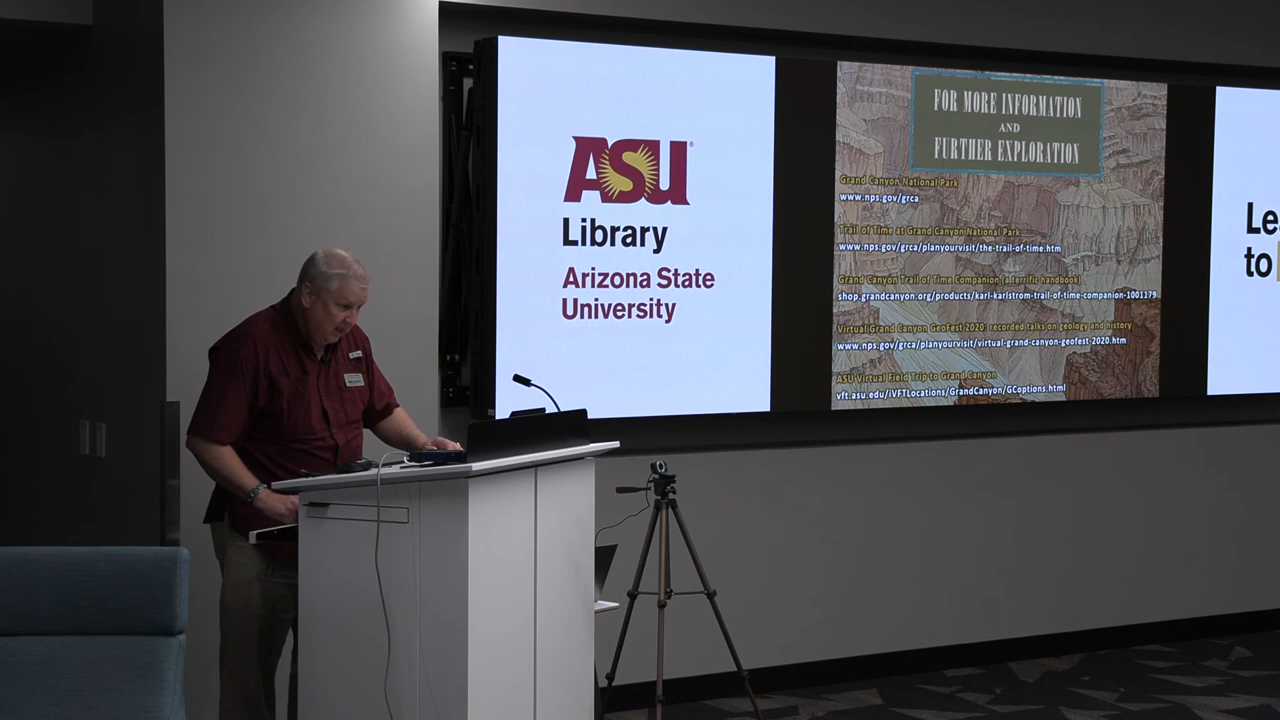 ASU
Library
Arizona State
University
FOR MORE INFORMATION
AND
FURTHER EXPLORATION
Grand Canyon National Park
www.nps.gov/grca
Trail of Time at Grand Canyon National Park
www.nps.gov/grca/planyourvisit/the-trail-of-time.htm
Grand Canyon Trail of Time Companion (a terrific handbook)
shop.grandcanyon.org/products/karl-karlstrom-trail-of-time-companion-1001179
Virtual Grand Canyon GeoFest 2020: recorded talks on geology and history
www.nps.gov/grca/planyourvisit/virtual-grand-canyon-geofest-2020.htm
ASU Virtual Field Trip to Grand Canyon
vft.asu.edu/iVFTLocations/GrandCanyon/GCoptions.html
Le
to